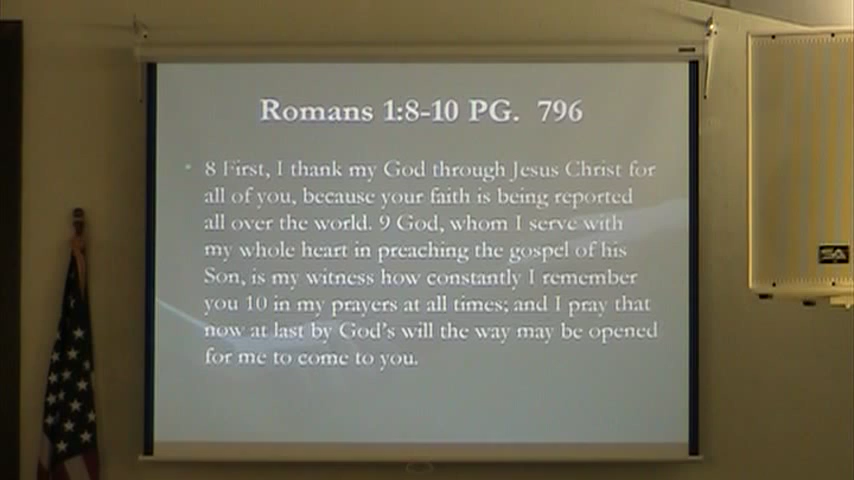 Romans 1:8-10 PG. 796
8 First, I thank my God through Jesus Christ for
all of you, because your faith is being reported
all over the world. 9 God, whom I serve with
my whole heart in preaching the gospel of his
Son, is my witness how constantly I remember
you 10 in my prayers at all times; and I pray that
now at last by God's will the way may be opened
for me to come to you.